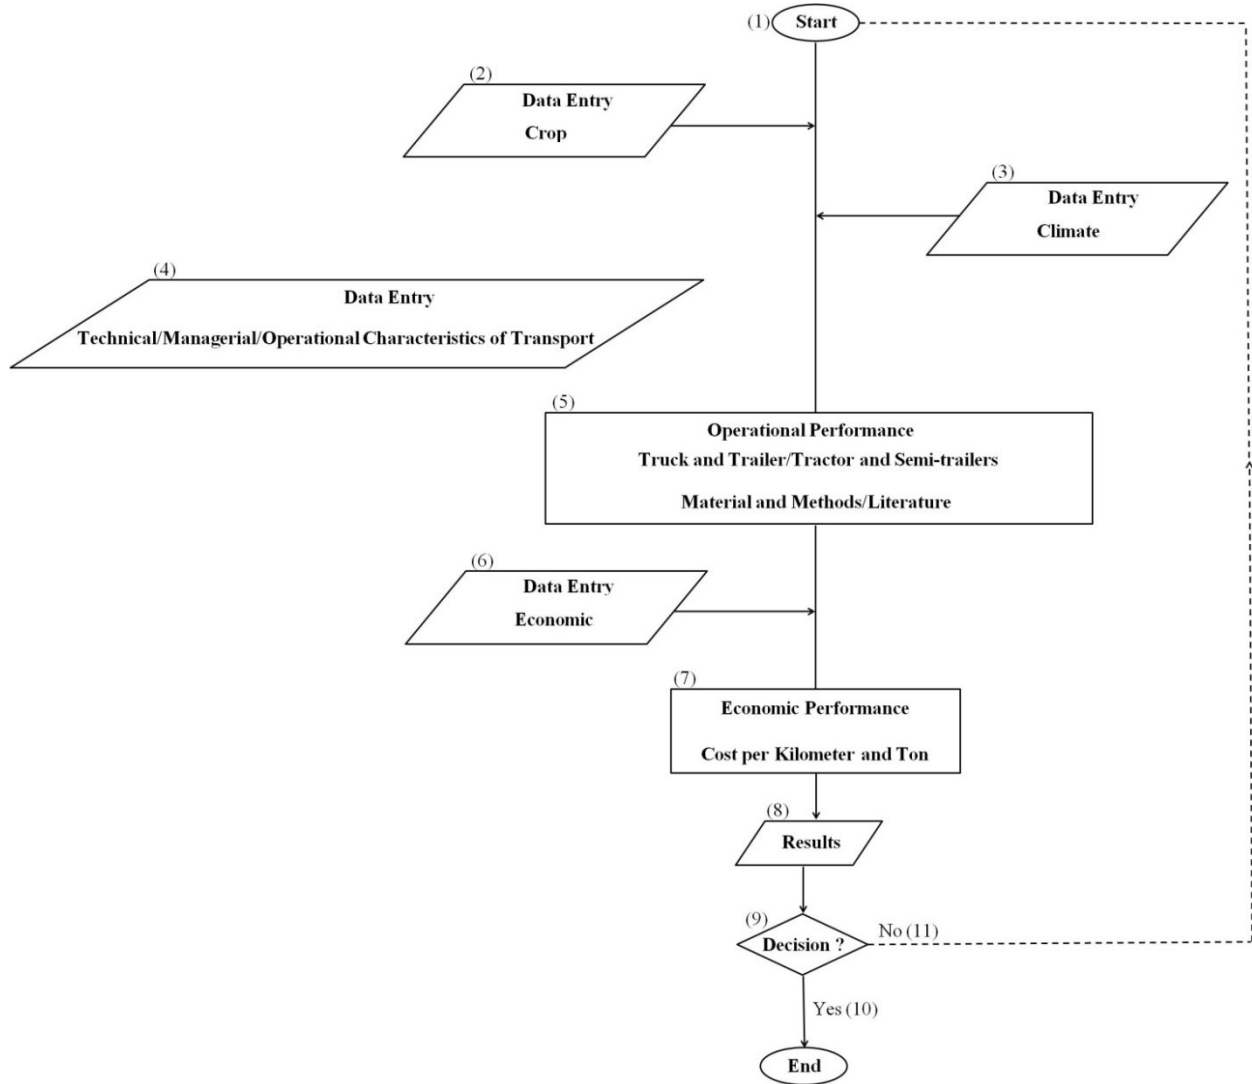 (1)
Start
(2)
Data Entry
Crop
(3)
Data Entry
Climate
(4)
Data Entry
Technical/Managerial/Operational Characteristics of Transport
(5)
Operational Performance
Truck and Trailer/Tractor and Semi-trailers
Material and Methods/Literature
(6)
Data Entry
Economic
(7)
Economic Performance
Cost per Kilometer and Ton
(8)
Results
(9)
Decision ?
No (11)
Yes (10)
End